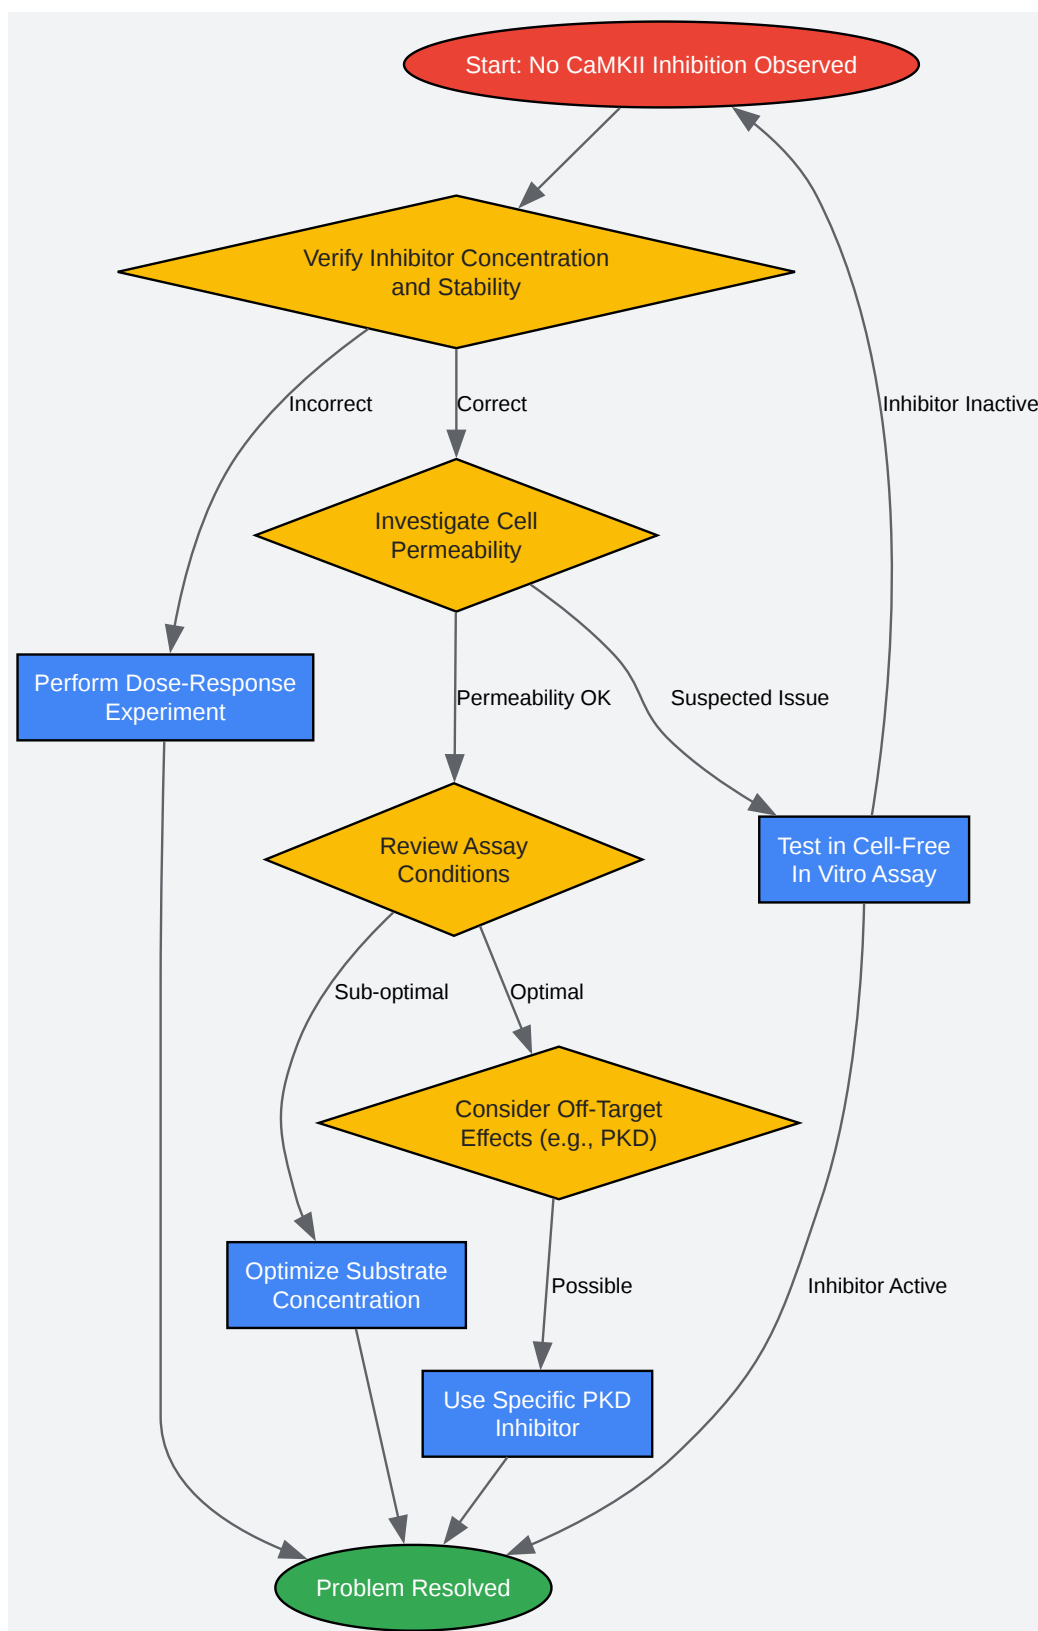 Start: No CaMKII Inhibition Observed
Verify Inhibitor Concentration
and Stability
Incorrect
Correct
Inhibitor Inactive
Investigate Cell
Permeability
Perform Dose-Response
Experiment
Permeability OK
Suspected Issue
Review Assay
Conditions
Test in Cell-Free
In Vitro Assay
Sub-optimal
Optimal
Consider Off-Target
Effects (e.g., PKD)
Optimize Substrate
Concentration
Possible
Inhibitor Active
Use Specific PKD
Inhibitor
Problem Resolved